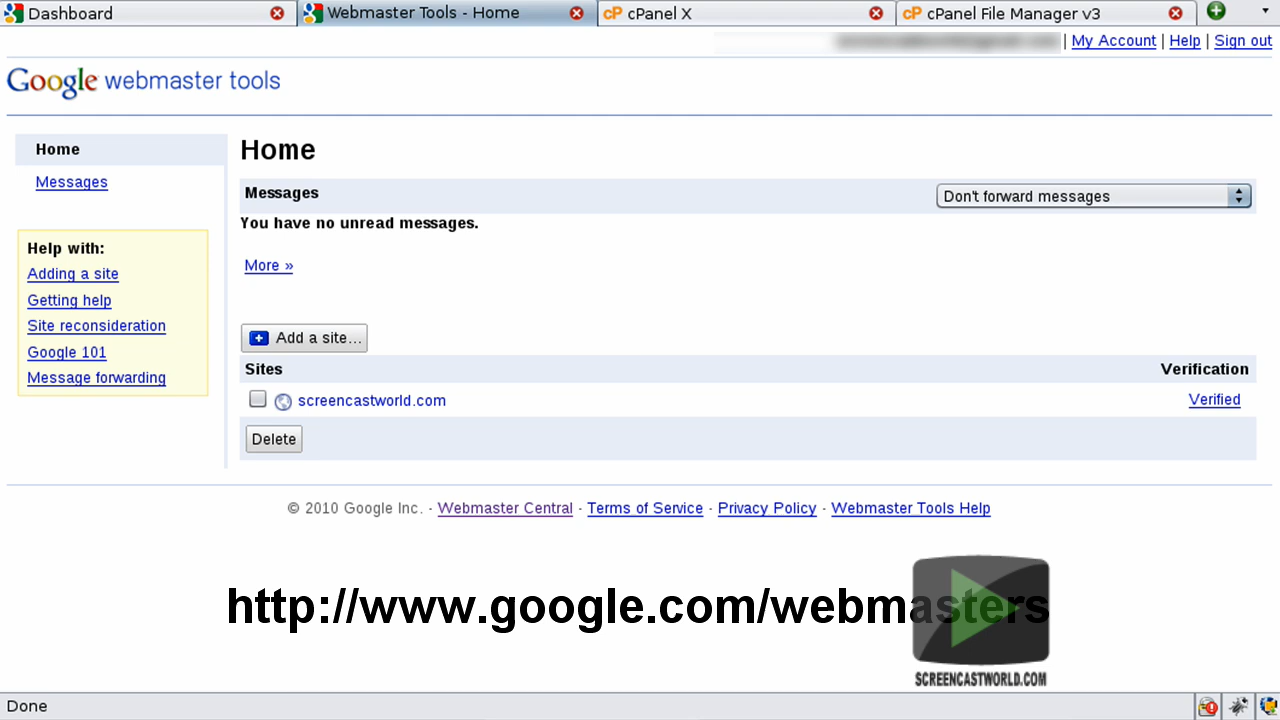 Dashboard
Webmaster Tools - Home
cPanel X
cPanel File Manager v3
| My Account | Help | Sign out
Google webmaster tools
Home
Messages
Help with:
Adding a site
Getting help
Site reconsideration
Google 101
Message forwarding
Home
Messages
Don't forward messages
You have no unread messages.
More »
Add a site...
Sites
Verification
screencastworld.com
Verified
Delete
© 2010 Google Inc. - Webmaster Central - Terms of Service - Privacy Policy - Webmaster Tools Help
http://www.google.com/webmasters
SCREENCASTWORLD.COM
Done